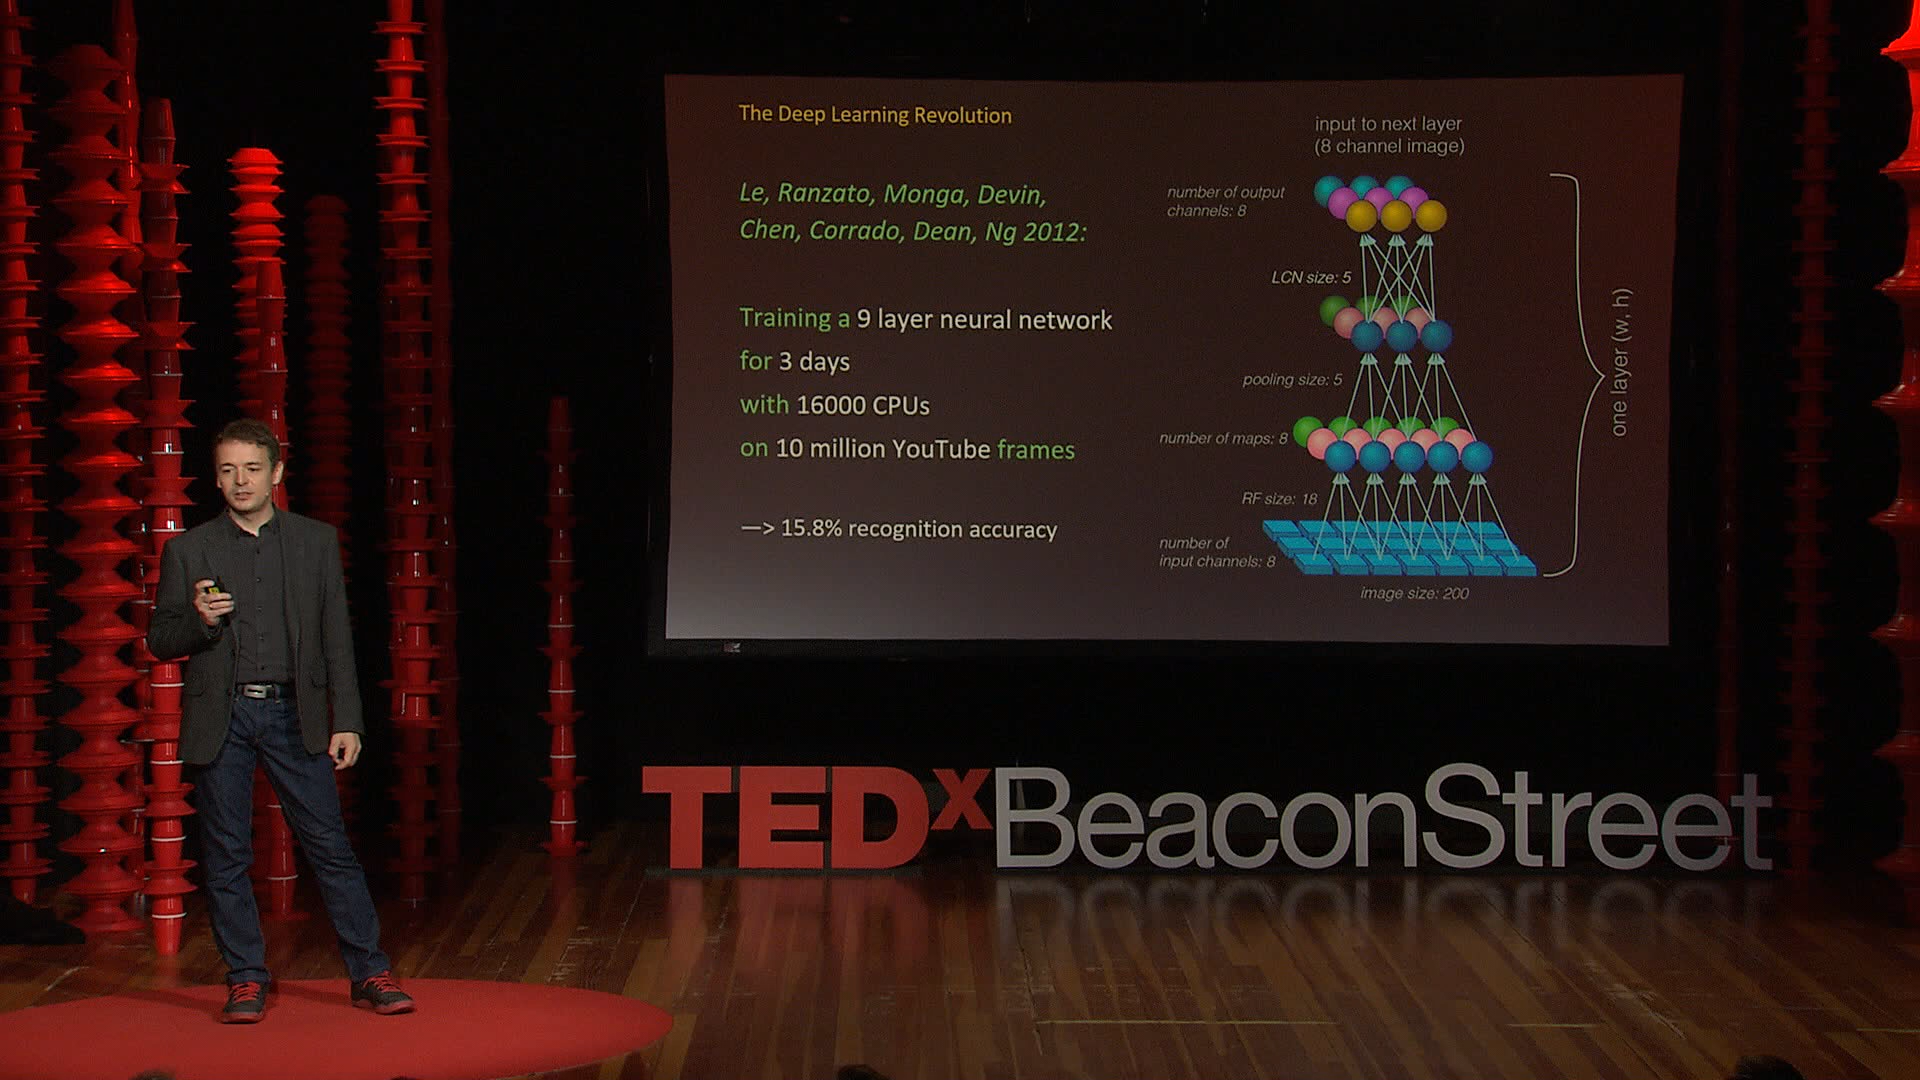 The Deep Learning Revolution
Le, Ranzato, Monga, Devin,
Chen, Corrado, Dean, Ng 2012:
Training a 9 layer neural network
for 3 days
with 16000 CPUs
on 10 million YouTube frames
—> 15.8% recognition accuracy
input to next layer
(8 channel image)
number of output
channels: 8
LCN size: 5
pooling size: 5
number of maps: 8
RF size: 18
number of
input channels: 8
image size: 200
one layer (w, h)
TEDxBeaconStreet